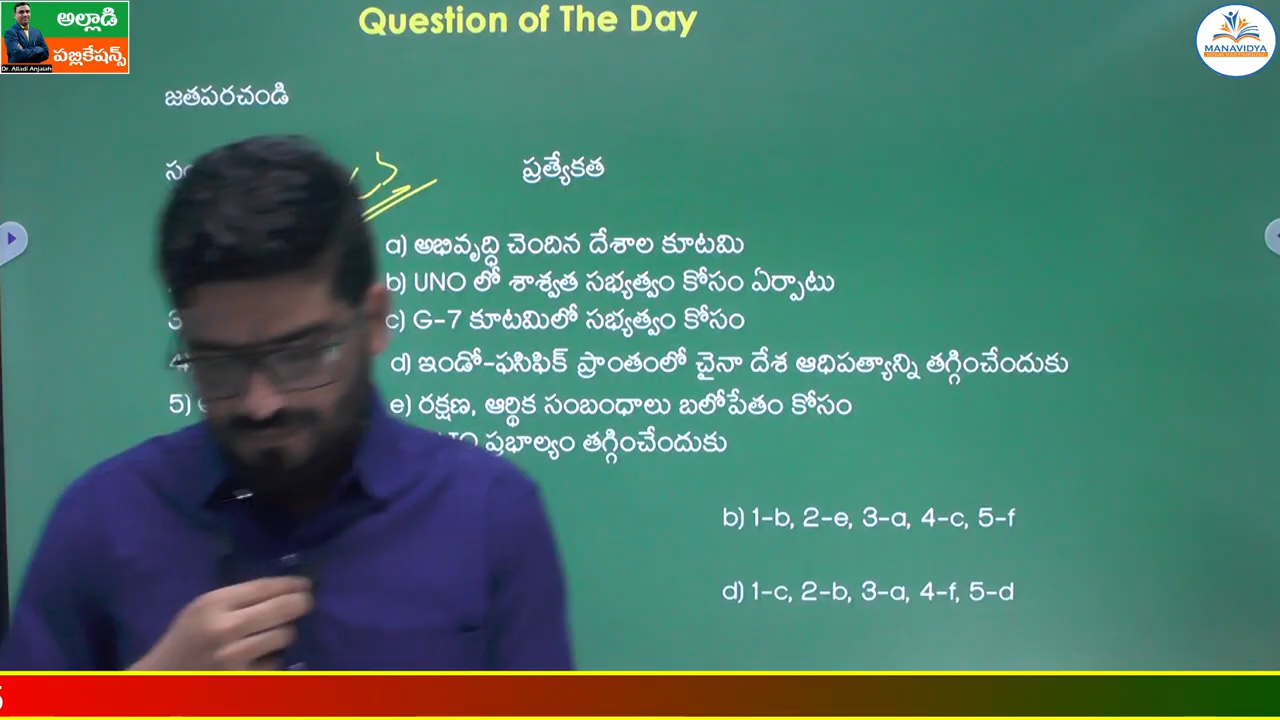 అల్లాడి
పబ్లికేషన్స్
Dr. Alladi Anjaiah
MANAVIDYA
Question of The Day
జతపరచండి
ప్రత్యేకత
a) అభివృద్ధి చెందిన దేశాల కూటమి
b) UNO లో శాశ్వత సభ్యత్వం కోసం ఏర్పాటు
c) G-7 కూటమిలో సభ్యత్వం కోసం
d) ఇండో-ఫసిఫిక్ ప్రాంతంలో చైనా దేశ ఆధిపత్యాన్ని తగ్గించేందుకు
5) e) రక్షణ, ఆర్థిక సంబంధాలు బలోపేతం కోసం
ప్రభాల్యం తగ్గించేందుకు
b) 1-b, 2-e, 3-a, 4-c, 5-f
d) 1-c, 2-b, 3-a, 4-f, 5-d